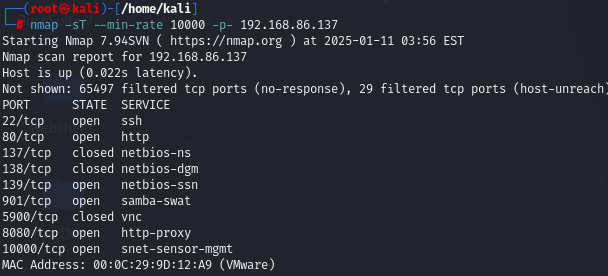 ┌──(root㉿kali)-[/home/kali]
└─# nmap -sT --min-rate 10000 -p- 192.168.86.137
Starting Nmap 7.94SVN ( https://nmap.org ) at 2025-01-11 03:56 EST
Nmap scan report for 192.168.86.137
Host is up (0.022s latency).
Not shown: 65497 filtered tcp ports (no-response), 29 filtered tcp ports (host-unreach)
PORT      STATE  SERVICE
22/tcp    open   ssh
80/tcp    open   http
137/tcp   closed netbios-ns
138/tcp   closed netbios-dgm
139/tcp   open   netbios-ssn
901/tcp   open   samba-swat
5900/tcp  closed vnc
8080/tcp  open   http-proxy
10000/tcp open   snet-sensor-mgmt
MAC Address: 00:0C:29:9D:12:A9 (VMware)